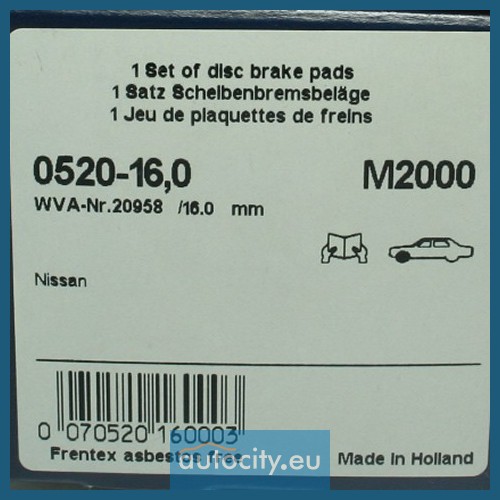 1 Set of disc brake pads
1 Satz Scheibenbremsbeläge
1 Jeu de plaquettes de freins
0520-16,0 M2000
WVA-Nr.20958 /16.0 mm
Nissan
0 070520 160003
Frentex asbestos free Made In Holland
autocity.eu